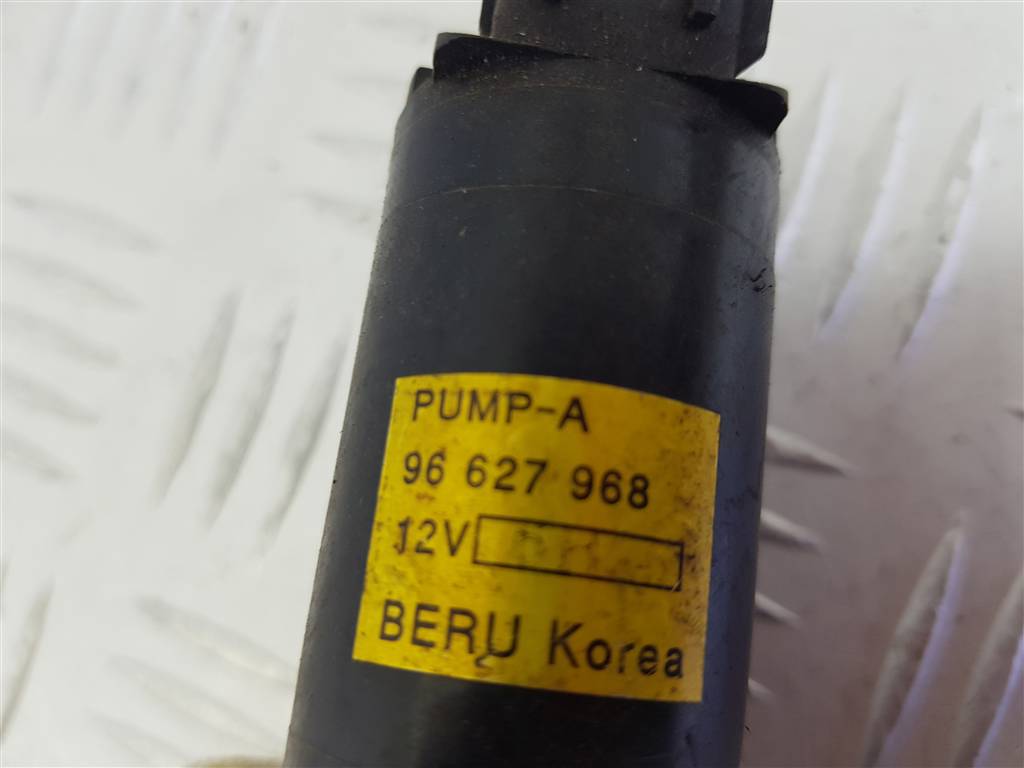 PUMP-A
96 627 968
12V
BERU Korea